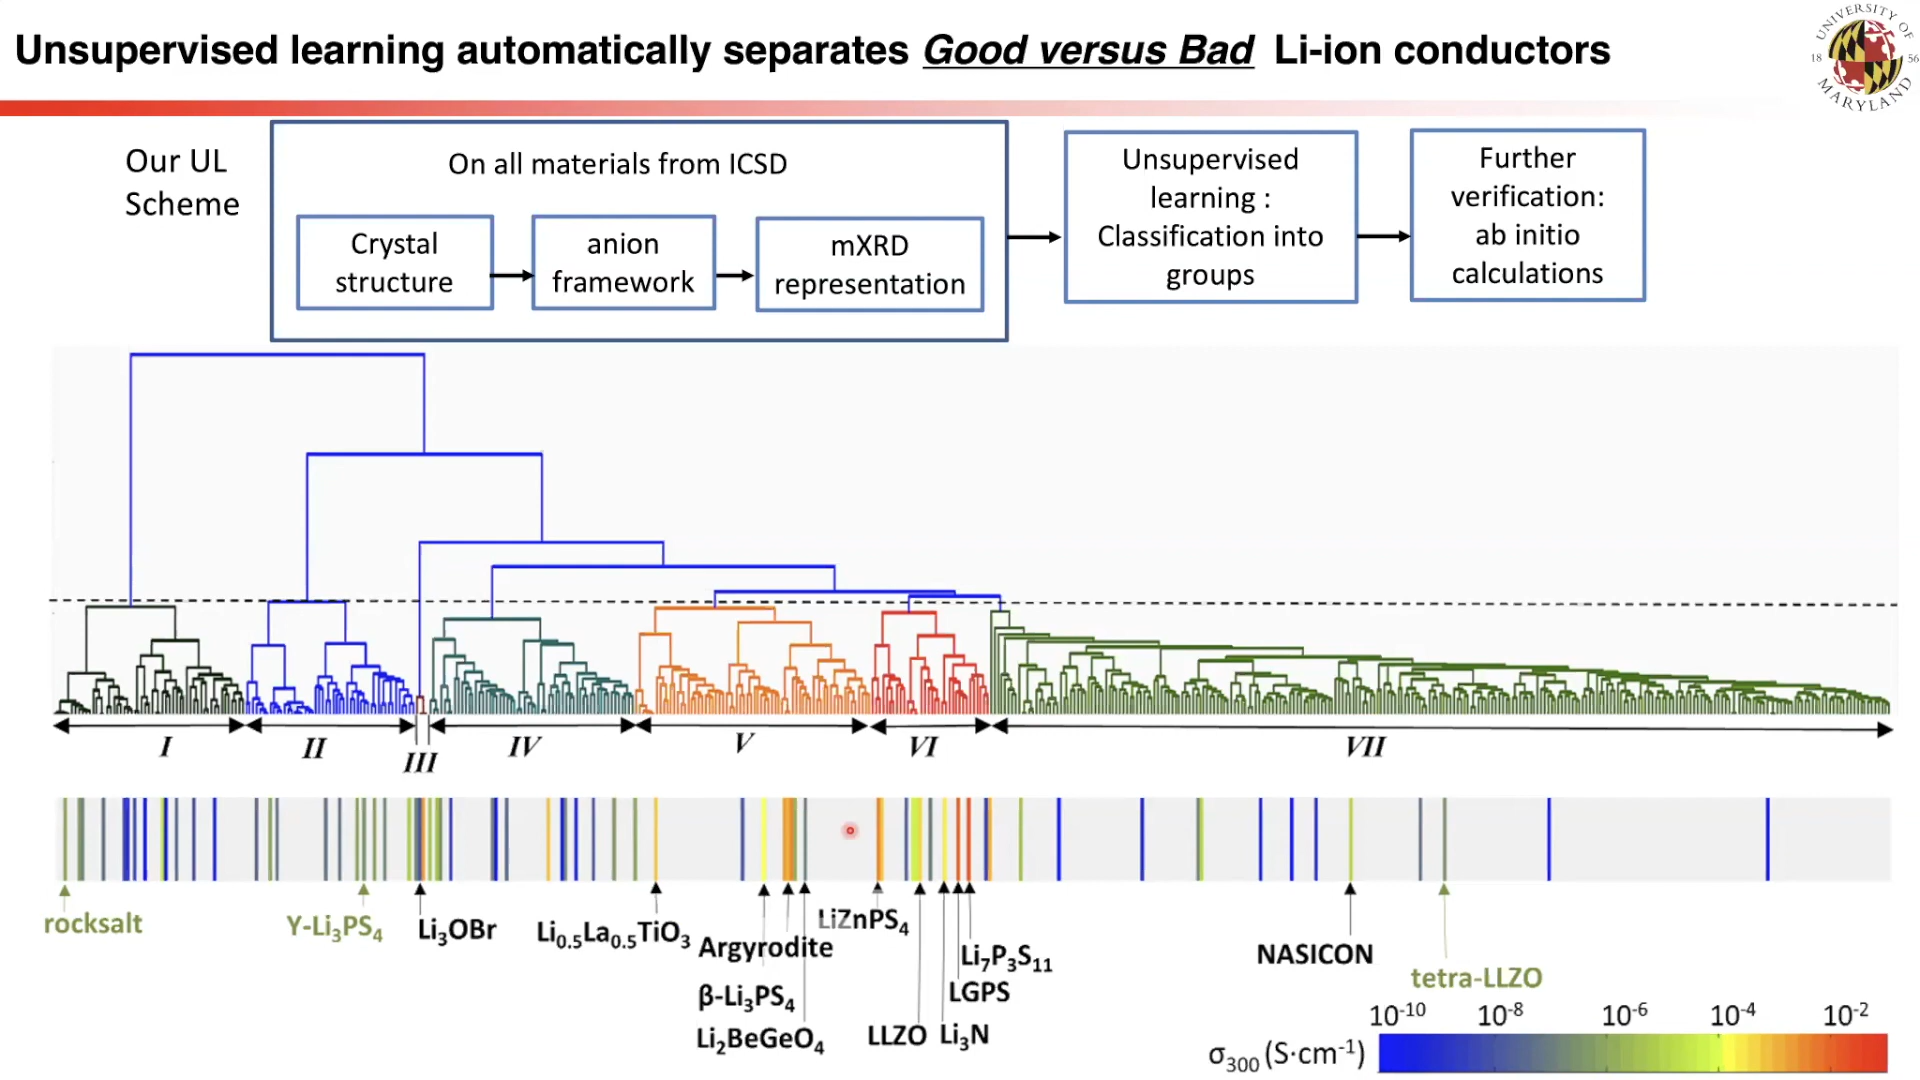 Unsupervised learning automatically separates Good versus Bad Li-ion conductors
UNIVERSITY OF
18 56
MARYLAND
Our UL
Scheme
On all materials from ICSD
Crystal
structure
anion
framework
mXRD
representation
Unsupervised
learning :
Classification into
groups
Further
verification:
ab initio
calculations
I
II
III
IV
V
VI
VII
rocksalt
Υ-Li₃PS₄
Li₃OBr
Li₀.₅La₀.₅TiO₃
Argyrodite
β-Li₃PS₄
Li₂BeGeO₄
LiZnPS₄
LLZO
Li₃N
LGPS
Li₇P₃S₁₁
NASICON
tetra-LLZO
10⁻¹⁰ 10⁻⁸ 10⁻⁶ 10⁻⁴ 10⁻²
σ₃₀₀ (S·cm⁻¹)